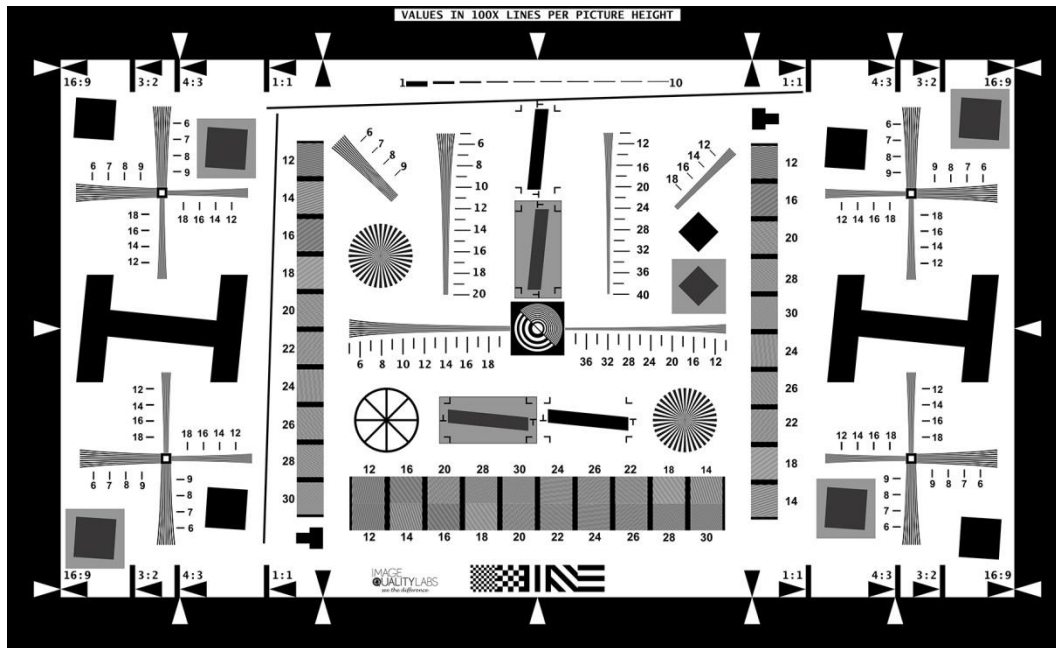 VALUES IN 100X LINES PER PICTURE HEIGHT
16:9 3:2 4:3 1:1 1 10 1:1 4:3 3:2 16:9
6 7 8 9
6 7 8 9
18 16 14 12
18 16 14 12
12 14 16 18 20 22 24 26 28 30
6 7 8 9
6 8 10 12 14 16 18 20
12 16 20 24 28 32 36 40
18 16 14 12
12 16 20 28 30 24 26 22 18 14
6 7 8 9
9 8 7 6
12 14 16 18
18 16 14 12
6 8 10 12 14 16 18 36 32 28 24 20 16 12
12 14 16 18
18 16 14 12
6 7 8 9
9 8 7 6
12 16 20 28 30 24 26 22 18 14
12 14 16 18 20 22 24 26 28 30
12 14 16 18
12 14 16 18
9 8 7 6
9 8 7 6
IMAGE
QUALITYLABS
see the difference
16:9 3:2 4:3 1:1 1:1 4:3 3:2 16:9